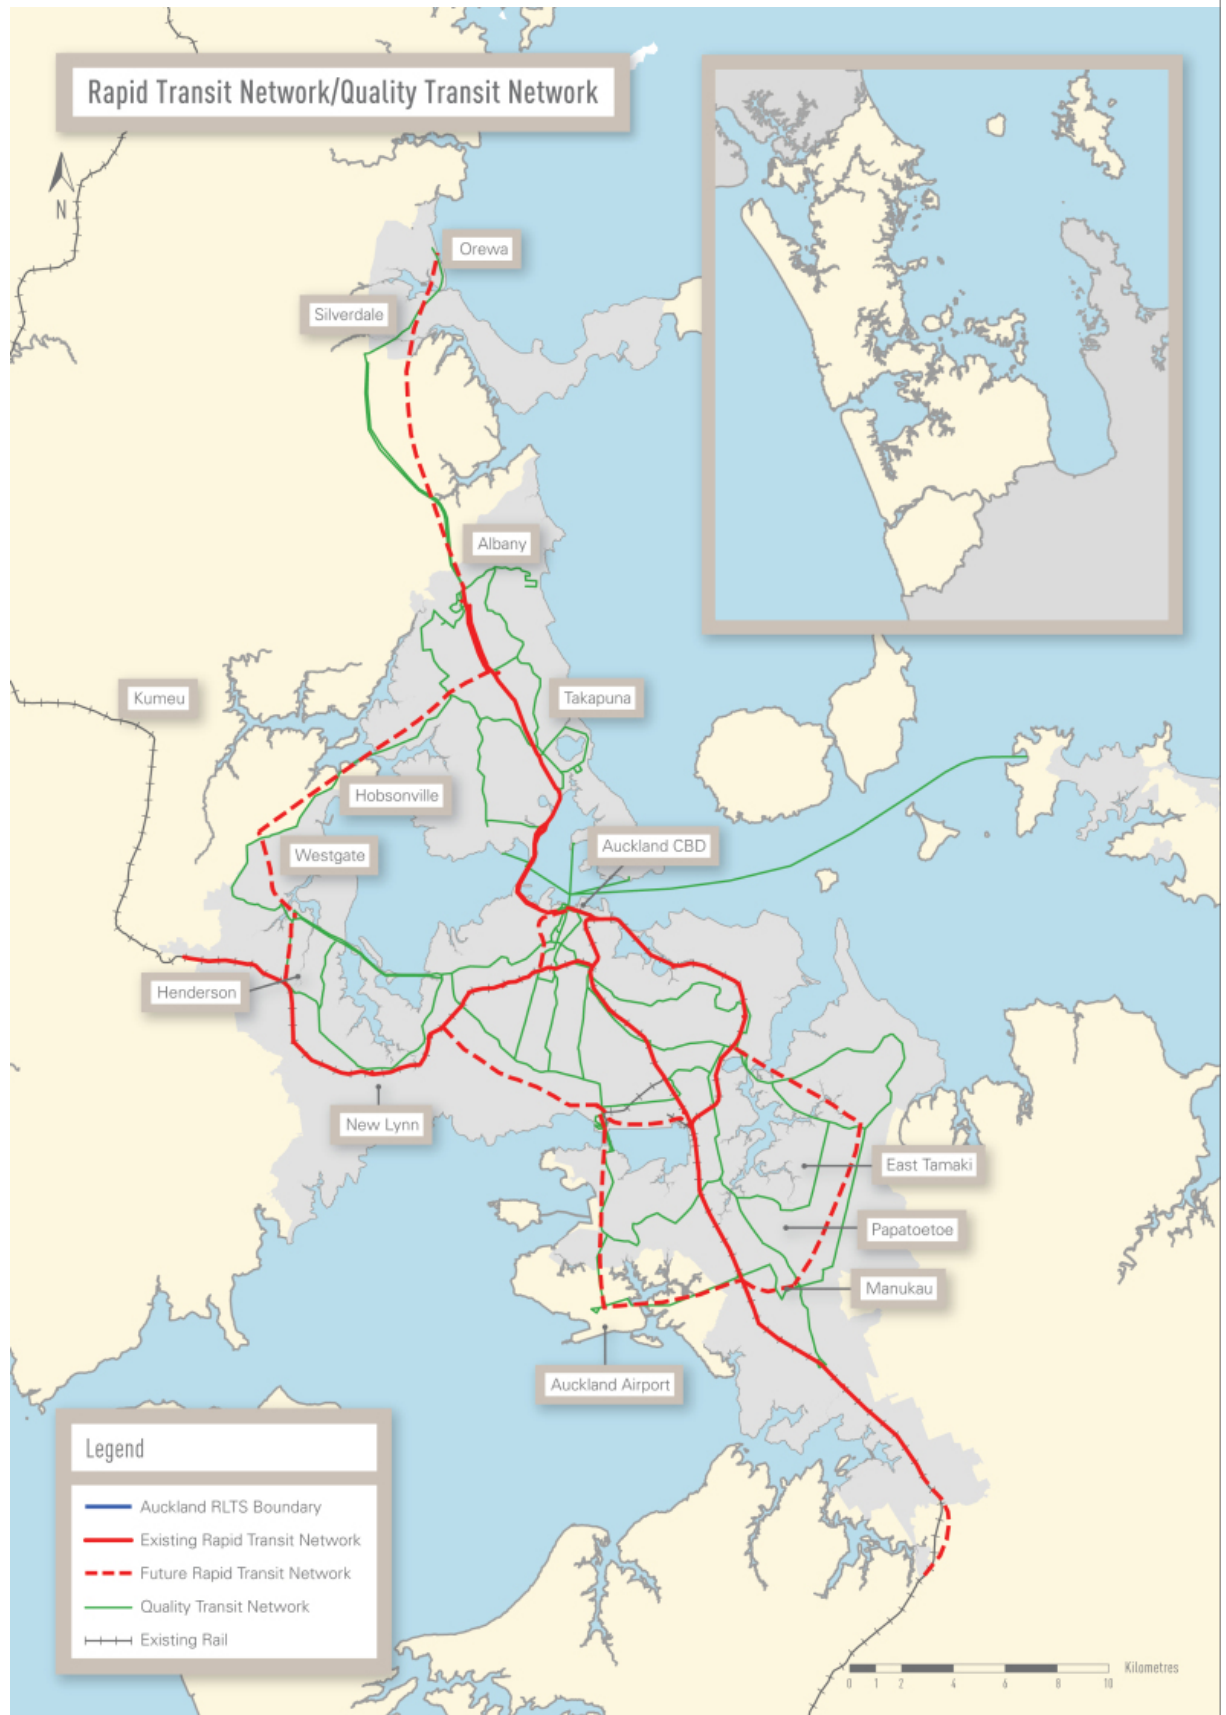 Rapid Transit Network/Quality Transit Network
N
Orewa
Silverdale
Albany
Kumeu
Takapuna
Hobsonville
Westgate
Auckland CBD
Henderson
New Lynn
East Tamaki
Papatoetoe
Manukau
Auckland Airport
Legend
Auckland RLTS Boundary
Existing Rapid Transit Network
Future Rapid Transit Network
Quality Transit Network
Existing Rail
Kilometres
0 1 2 4 6 8 10